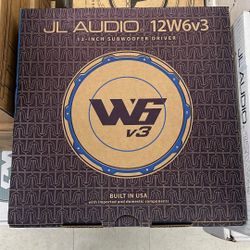 JL AUDIO 12W6v3
12-INCH SUBWOOFER DRIVER
W6
v3
BUILT IN USA
with imported and domestic components